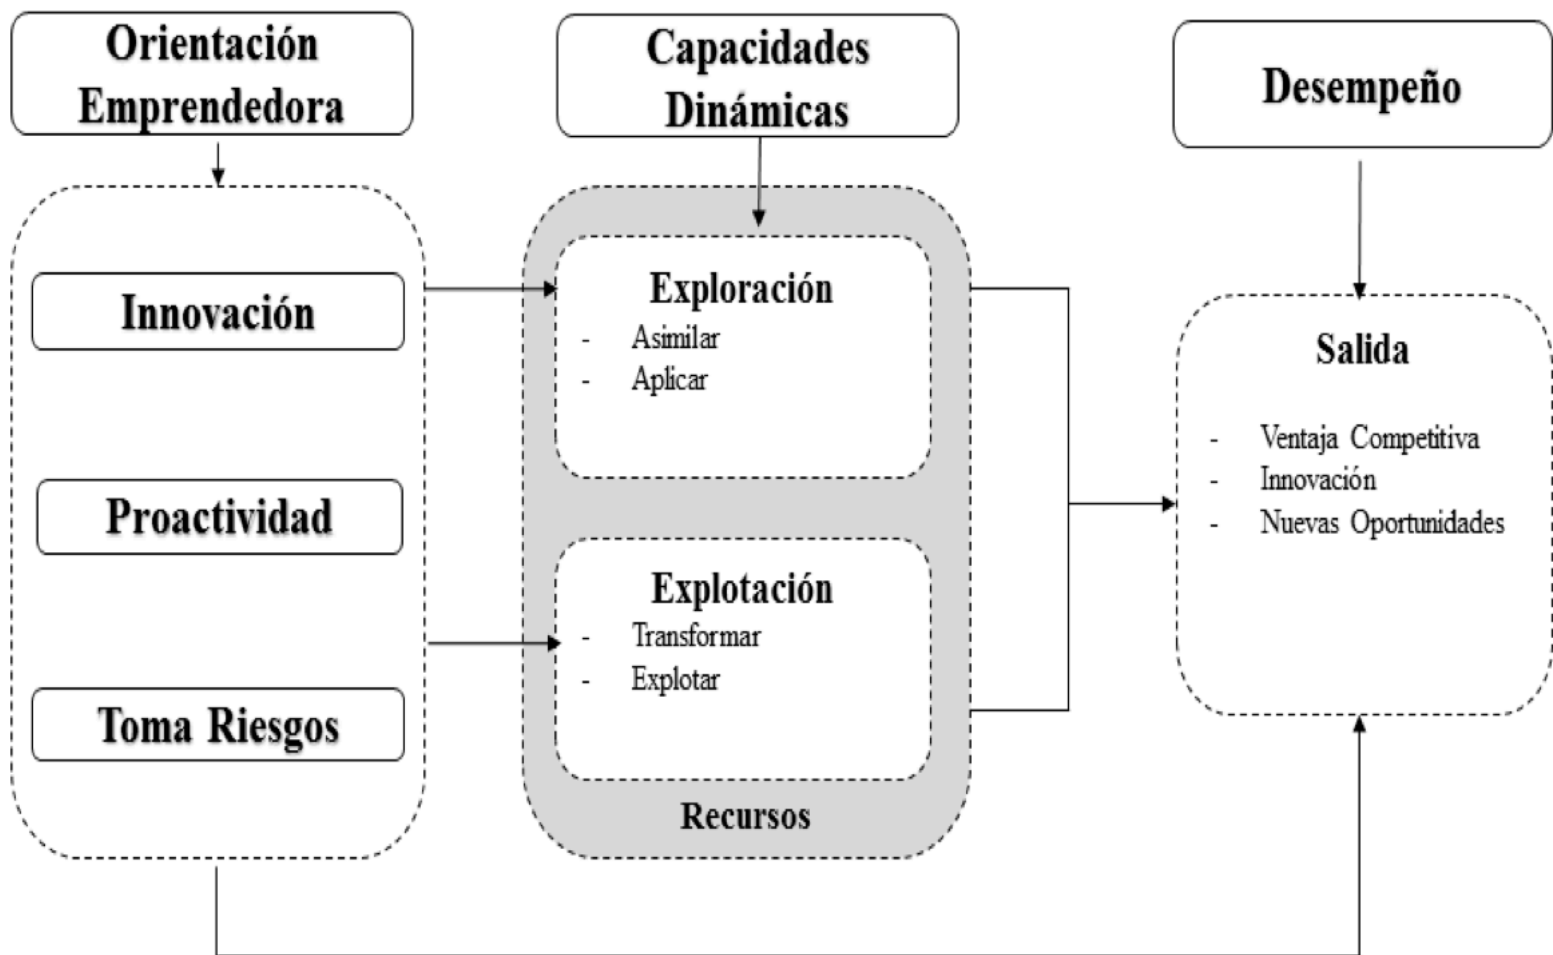 Orientación
Emprendedora
Capacidades
Dinámicas
Desempeño
Innovación
Proactividad
Toma Riesgos
Exploración
- Asimilar
- Aplicar
Explotación
- Transformar
- Explotar
Recursos
Salida
- Ventaja Competitiva
- Innovación
- Nuevas Oportunidades